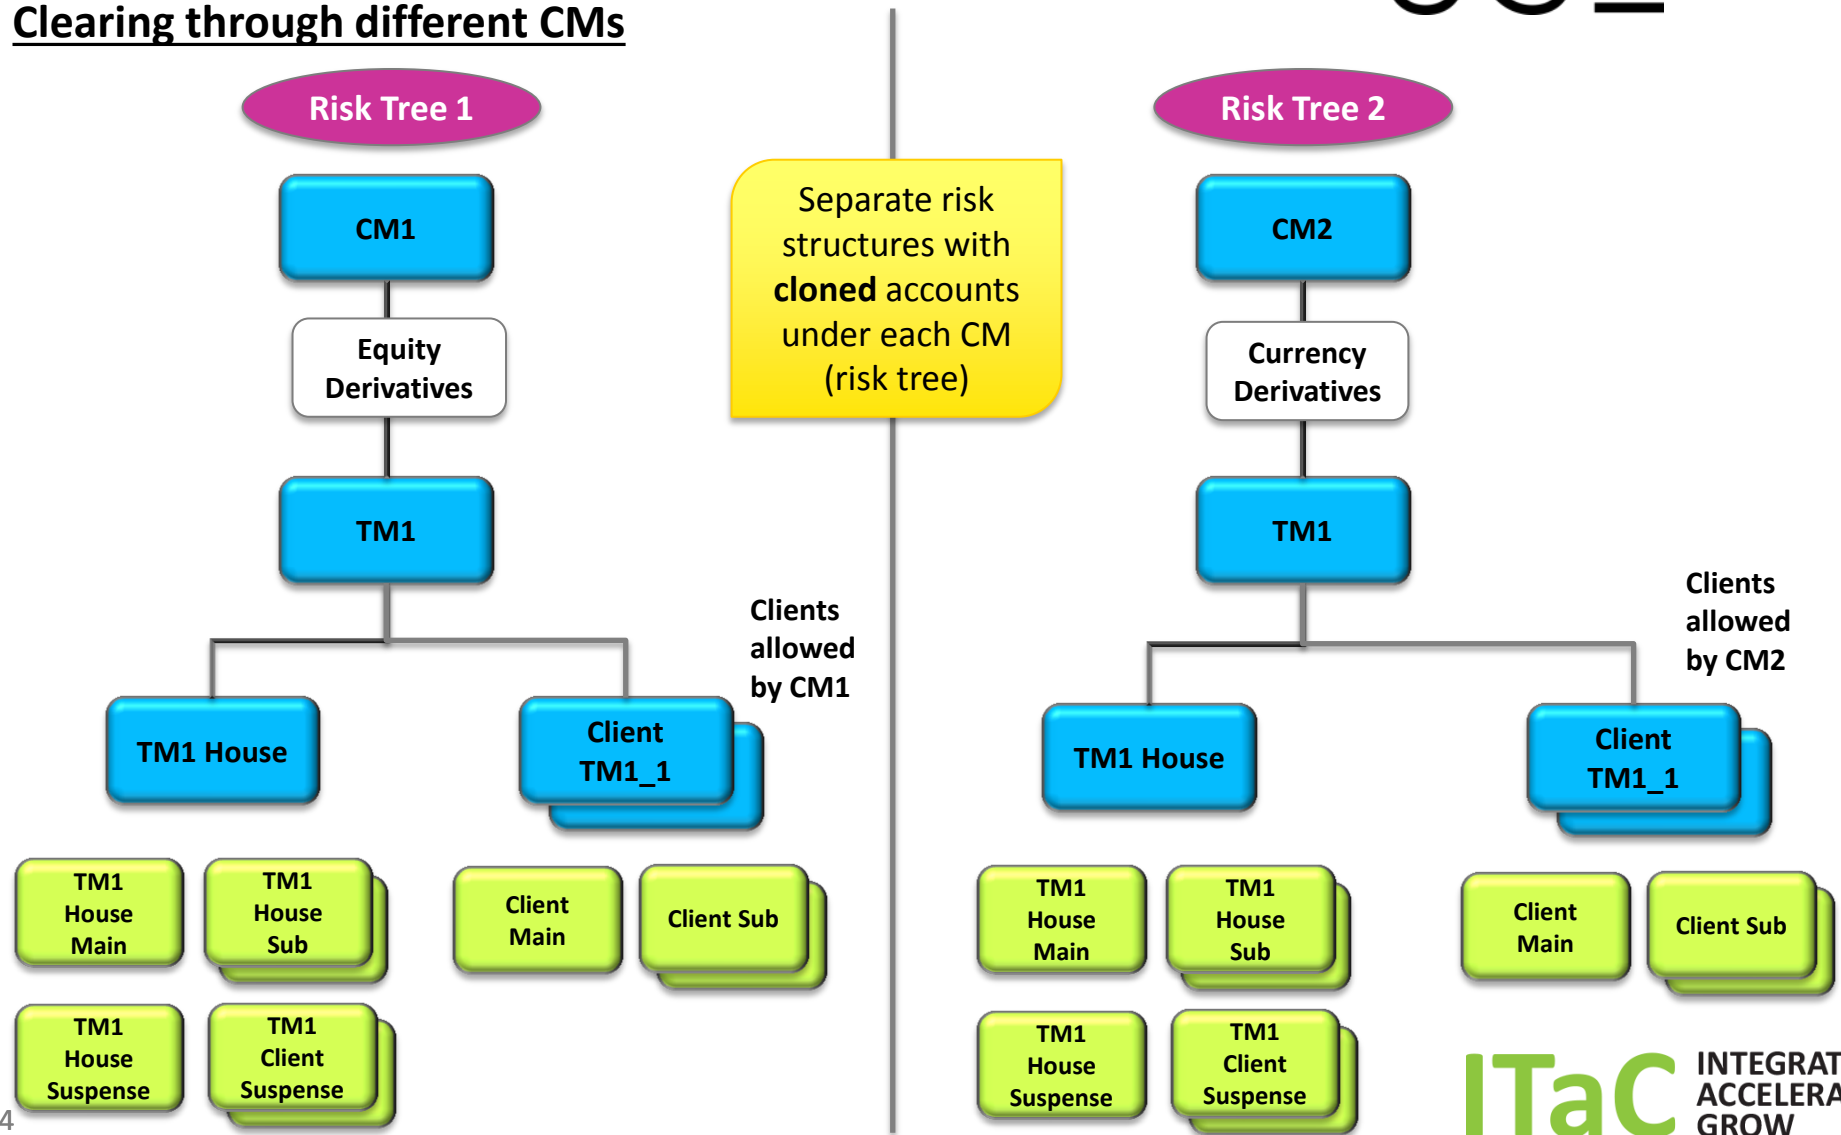 Clearing through different CMs
Risk Tree 1
CM1
Equity
Derivatives
TM1
Clients
allowed
by CM1
TM1 House
Client
TM1_1
TM1
House
Main
TM1
House
Sub
Client
Main
Client Sub
TM1
House
Suspense
TM1
Client
Suspense
Separate risk
structures with
cloned accounts
under each CM
(risk tree)
Risk Tree 2
CM2
Currency
Derivatives
TM1
Clients
allowed
by CM2
TM1 House
Client
TM1_1
TM1
House
Main
TM1
House
Sub
Client
Main
Client Sub
TM1
House
Suspense
TM1
Client
Suspense
4
ITaC
INTEGRAT
ACCELERA
GROW